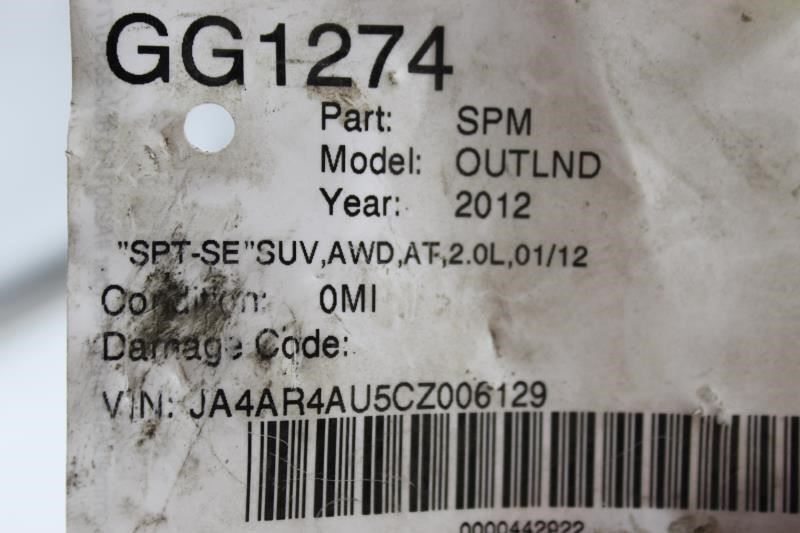 GG1274
Part: SPM
Model: OUTLND
Year: 2012
"SPT-SE"SUV,AWD,AT,2.0L,01/12
Condition: 0MI
Damage Code:
VIN: JA4AR4AU5CZ006129
0000442922